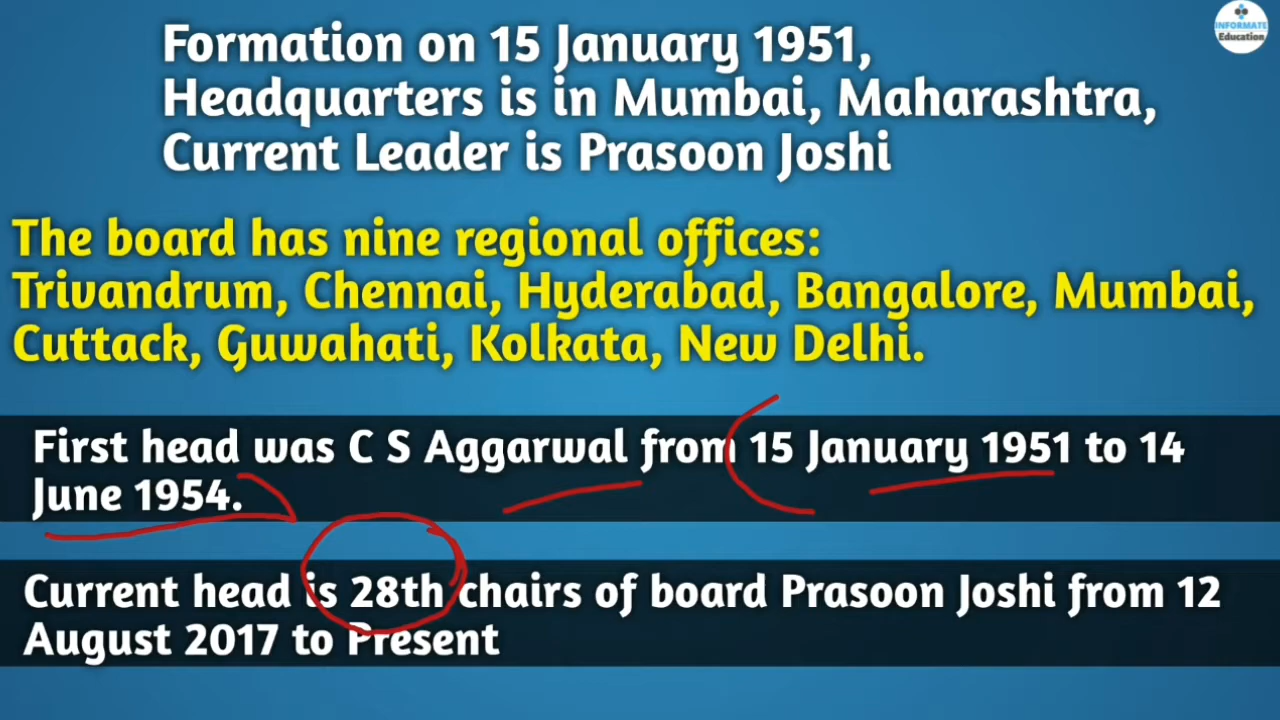 INFORMATE
Education
Formation on 15 January 1951,
Headquarters is in Mumbai, Maharashtra,
Current Leader is Prasoon Joshi
The board has nine regional offices:
Trivandrum, Chennai, Hyderabad, Bangalore, Mumbai,
Cuttack, Guwahati, Kolkata, New Delhi.
First head was C S Aggarwal from 15 January 1951 to 14
June 1954.
Current head is 28th chairs of board Prasoon Joshi from 12
August 2017 to Present